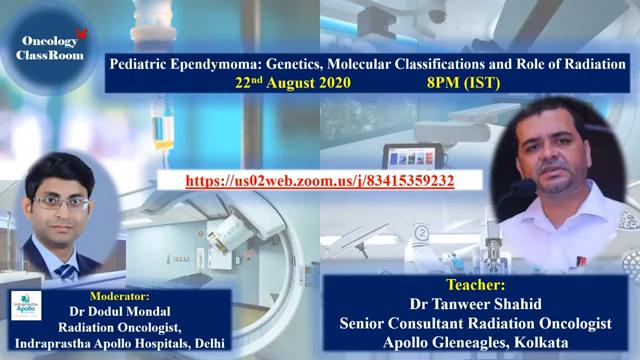 Oncology
ClassRoom
Pediatric Ependymoma: Genetics, Molecular Classifications and Role of Radiation
22nd August 2020 8PM (IST)
https://us02web.zoom.us/j/83415359232
2
Indraprastha
Apollo
Moderator:
Dr Dodul Mondal
Radiation Oncologist,
Indraprastha Apollo Hospitals, Delhi
Teacher:
Dr Tanweer Shahid
Senior Consultant Radiation Oncologist
Apollo Gleneagles, Kolkata